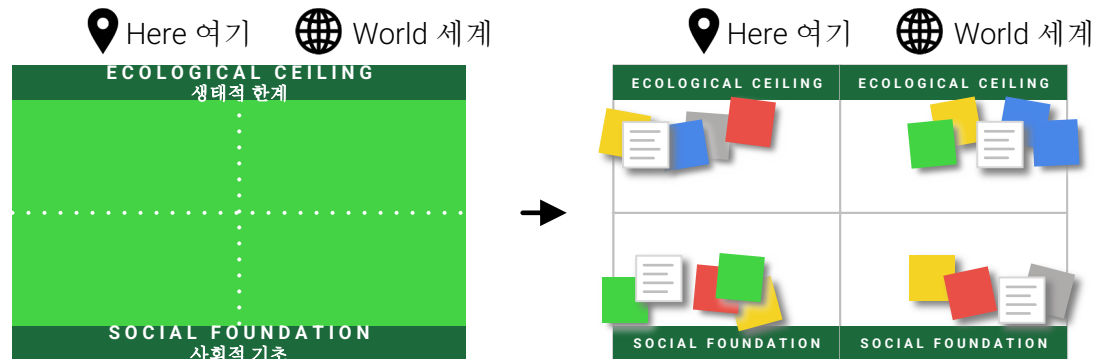 Here 여기
World 세계
ECOLOGICAL CEILING
생태적 한계
SOCIAL FOUNDATION
사회적 기초
Here 여기
World 세계
ECOLOGICAL CEILING
ECOLOGICAL CEILING
SOCIAL FOUNDATION
SOCIAL FOUNDATION